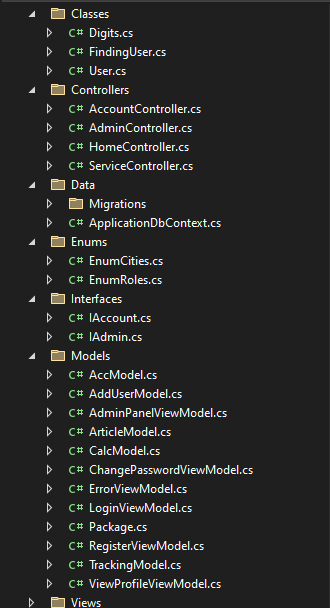 Classes
C# Digits.cs
C# FindingUser.cs
C# User.cs
Controllers
C# AccountController.cs
C# AdminController.cs
C# HomeController.cs
C# ServiceController.cs
Data
Migrations
C# ApplicationDbContext.cs
Enums
C# EnumCities.cs
C# EnumRoles.cs
Interfaces
C# IAccount.cs
C# IAdmin.cs
Models
C# AccModel.cs
C# AddUserModel.cs
C# AdminPanelViewModel.cs
C# ArticleModel.cs
C# CalcModel.cs
C# ChangePasswordViewModel.cs
C# ErrorViewModel.cs
C# LoginViewModel.cs
C# Package.cs
C# RegisterViewModel.cs
C# TrackingModel.cs
C# ViewProfileViewModel.cs
Views